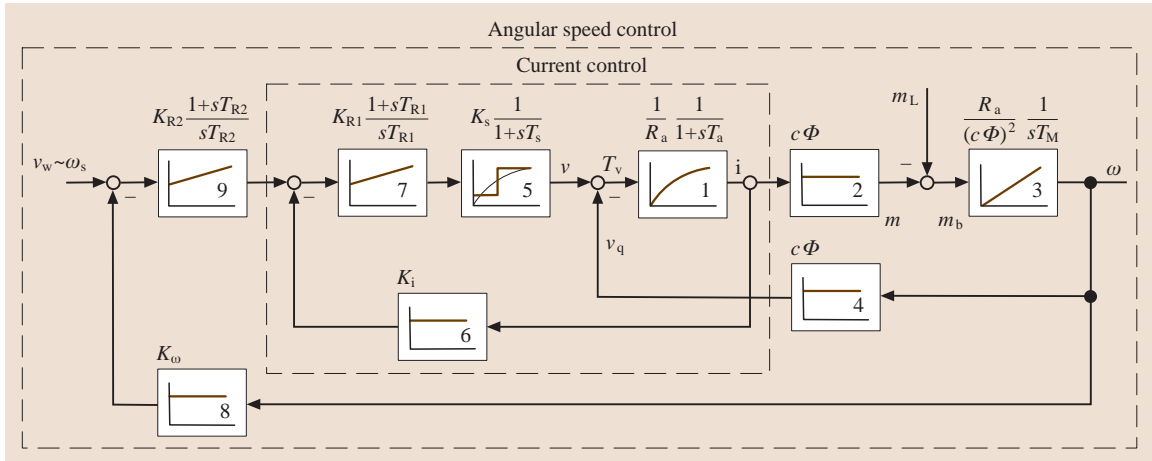 Angular speed control
Current control
K_R2 (1+sT_R2)/(sT_R2)
K_R1 (1+sT_R1)/(sT_R1)
K_s 1/(1+sT_s)
1/R_a 1/(1+sT_a)
cΦ
m_L
R_a/(cΦ)² 1/(sT_M)
v_w~ω_s
−
9
−
7
5
v
T_v
−
1
i
2
m
−
m_b
3
ω
v_q
cΦ
4
K_i
6
K_ω
8